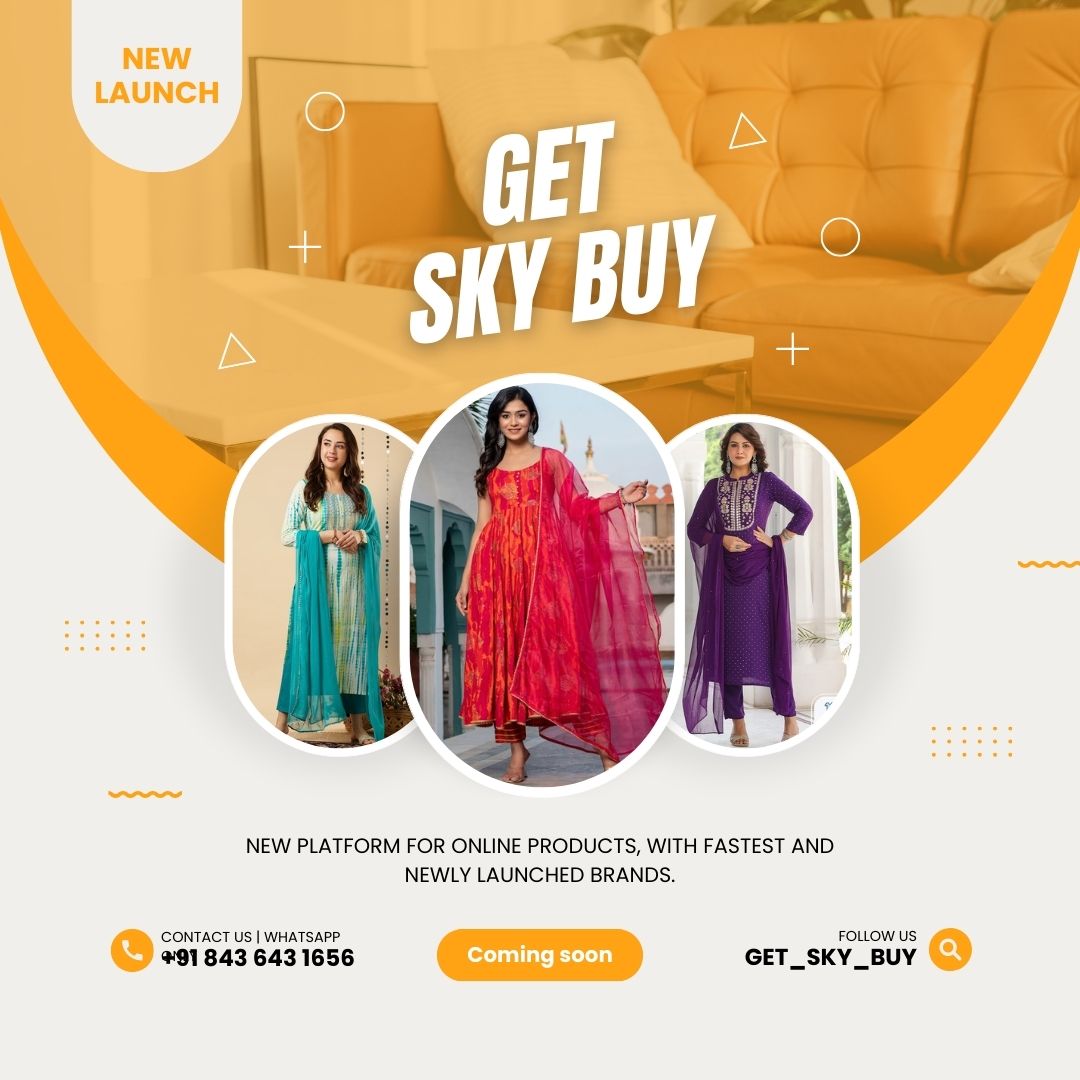 NEW
LAUNCH
GET
SKY BUY
NEW PLATFORM FOR ONLINE PRODUCTS, WITH FASTEST AND
NEWLY LAUNCHED BRANDS.
CONTACT US | WHATSAPP
+91 843 643 1656
Coming soon
FOLLOW US
GET_SKY_BUY